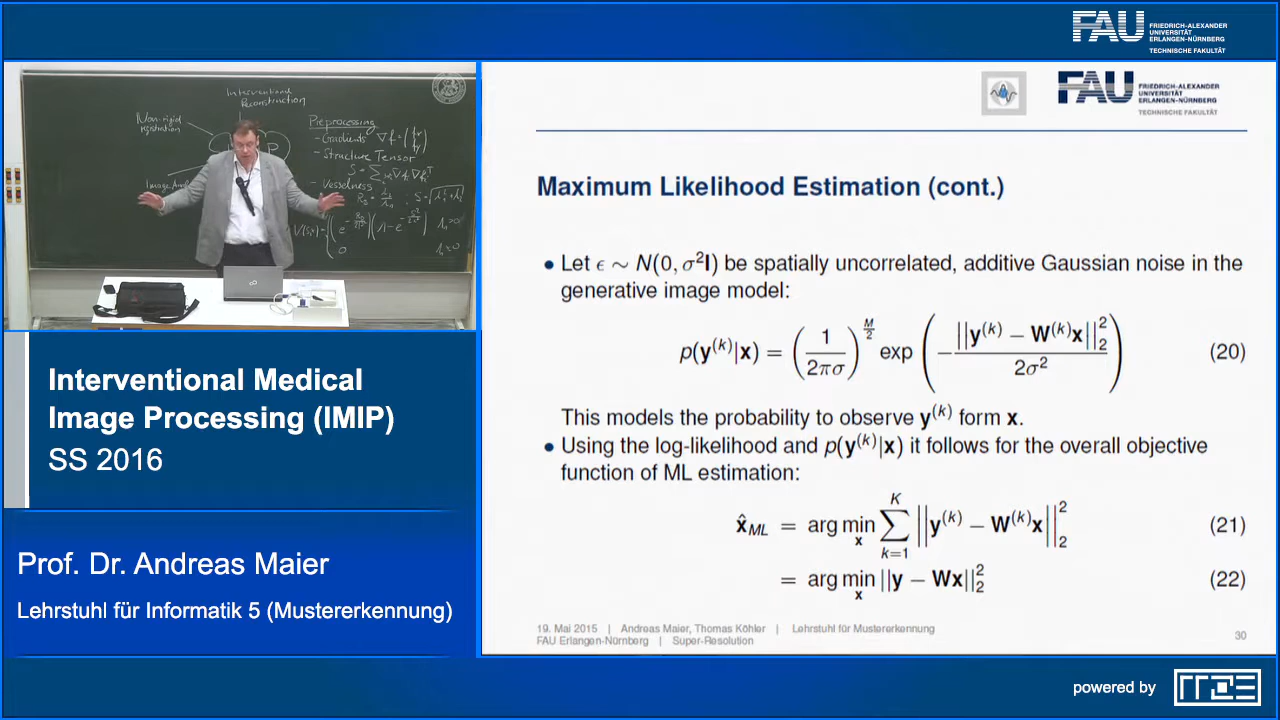 FAU FRIEDRICH-ALEXANDER
UNIVERSITÄT
ERLANGEN-NÜRNBERG
TECHNISCHE FAKULTÄT
Interventional
Reconstruction
Non-rigid
registration
Preprocessing
- Gradients ∇f = (
- Structure Tensor
- Vesselness
Interventional Medical
Image Processing (IMIP)
SS 2016
Prof. Dr. Andreas Maier
Lehrstuhl für Informatik 5 (Mustererkennung)
FAU FRIEDRICH-ALEXANDER
UNIVERSITÄT
ERLANGEN-NÜRNBERG
TECHNISCHE FAKULTÄT
Maximum Likelihood Estimation (cont.)
• Let ϵ ∼ N(0, σ²I) be spatially uncorrelated, additive Gaussian noise in the
generative image model:
p(y^(k)|x) = (1/2πσ)^(M/2) exp (−||y^(k) − W^(k)x||₂²/2σ²) (20)
This models the probability to observe y^(k) form x.
• Using the log-likelihood and p(y^(k)|x) it follows for the overall objective
function of ML estimation:
x̂_ML = arg min_x ∑_{k=1}^{K} ||y^(k) − W^(k)x||₂² (21)
= arg min_x ||y − Wx||₂² (22)
19. Mai 2015 | Andreas Maier, Thomas Köhler | Lehrstuhl für Mustererkennung
FAU Erlangen-Nürnberg | Super-Resolution
30
powered by